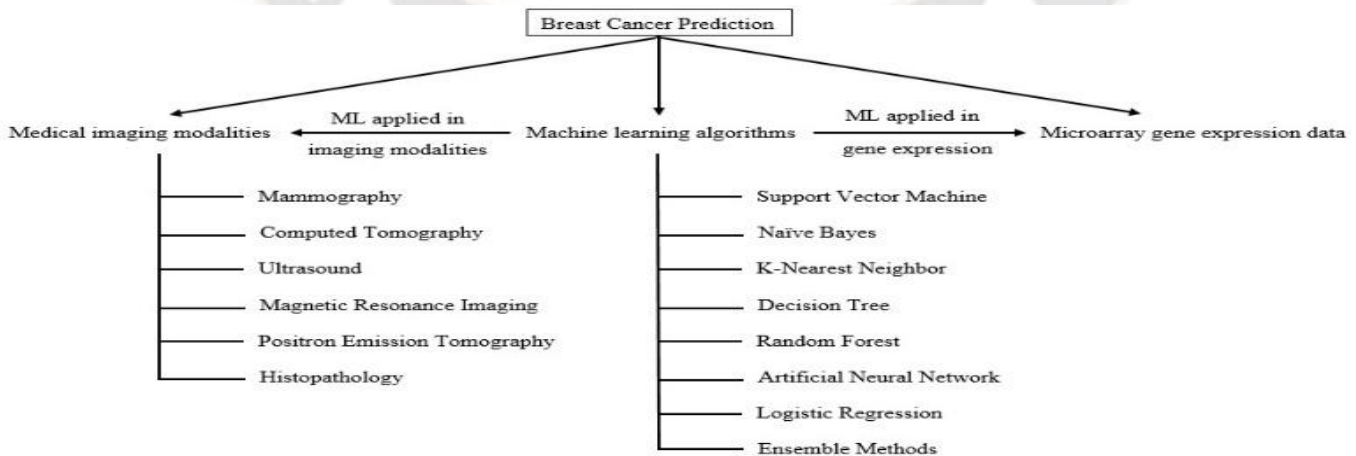 Breast Cancer Prediction
Medical imaging modalities
ML applied in
imaging modalities
Machine learning algorithms
ML applied in
gene expression
Microarray gene expression data
Mammography
Computed Tomography
Ultrasound
Magnetic Resonance Imaging
Positron Emission Tomography
Histopathology
Support Vector Machine
Naïve Bayes
K-Nearest Neighbor
Decision Tree
Random Forest
Artificial Neural Network
Logistic Regression
Ensemble Methods